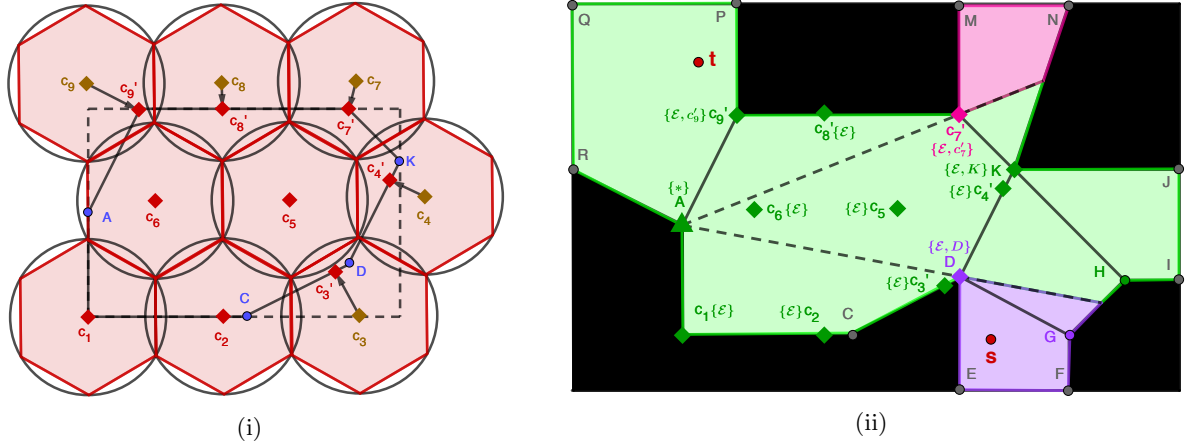 c9
c9'
c8
c8'
c7
c7'
K
c4'
c4
A
c6
c5
D
c3'
C
c1
c2
c3
(i)
Q
P
M
N
t
{ℰ, c9'} c9'
c8' {ℰ}
c7'
{ℰ, c7'}
R
{ℰ, K} K
J
{*}
A
{ℰ} c4'
c6 {ℰ}
{ℰ} c5
{ℰ, D}
D
H
I
{ℰ} c3'
c1 {ℰ}
{ℰ} c2
C
G
s
E
F
(ii)